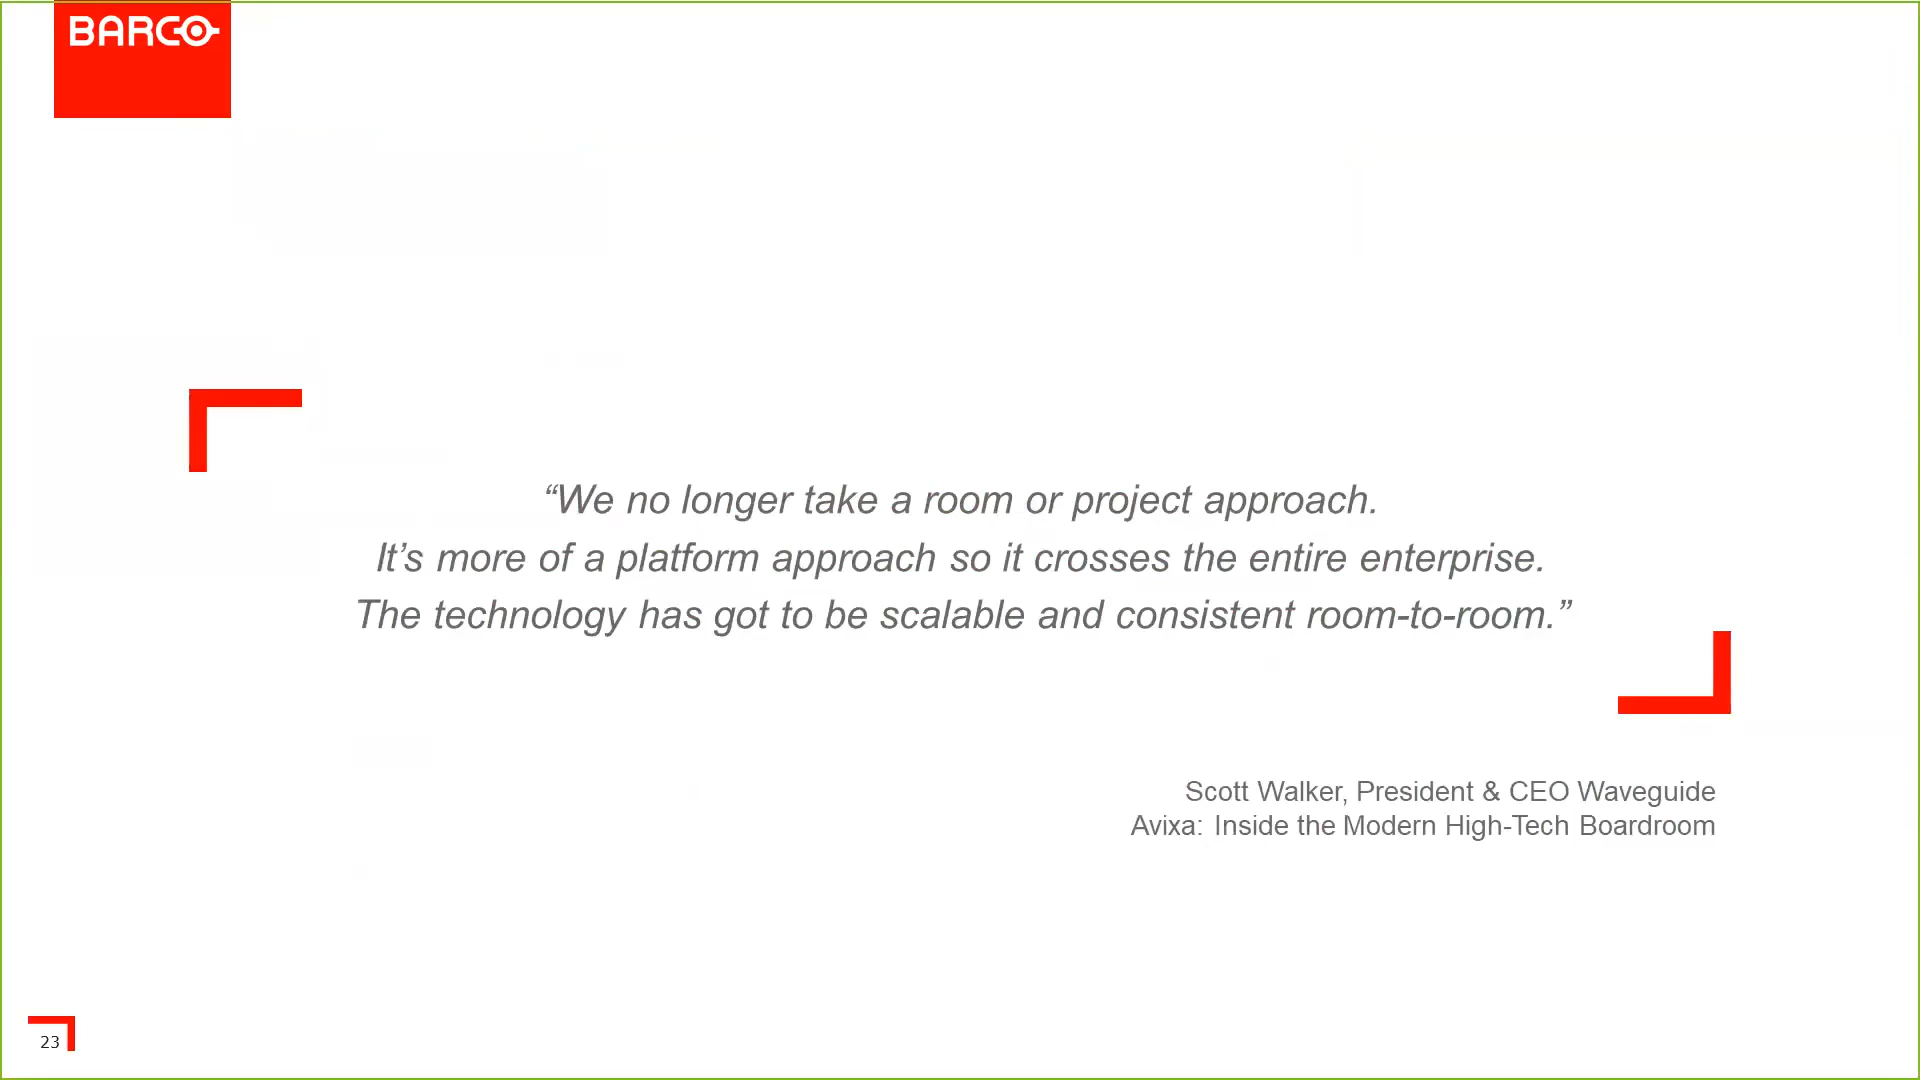 BARCO
“We no longer take a room or project approach.
It’s more of a platform approach so it crosses the entire enterprise.
The technology has got to be scalable and consistent room-to-room.”
Scott Walker, President & CEO Waveguide
Avixa: Inside the Modern High-Tech Boardroom
23